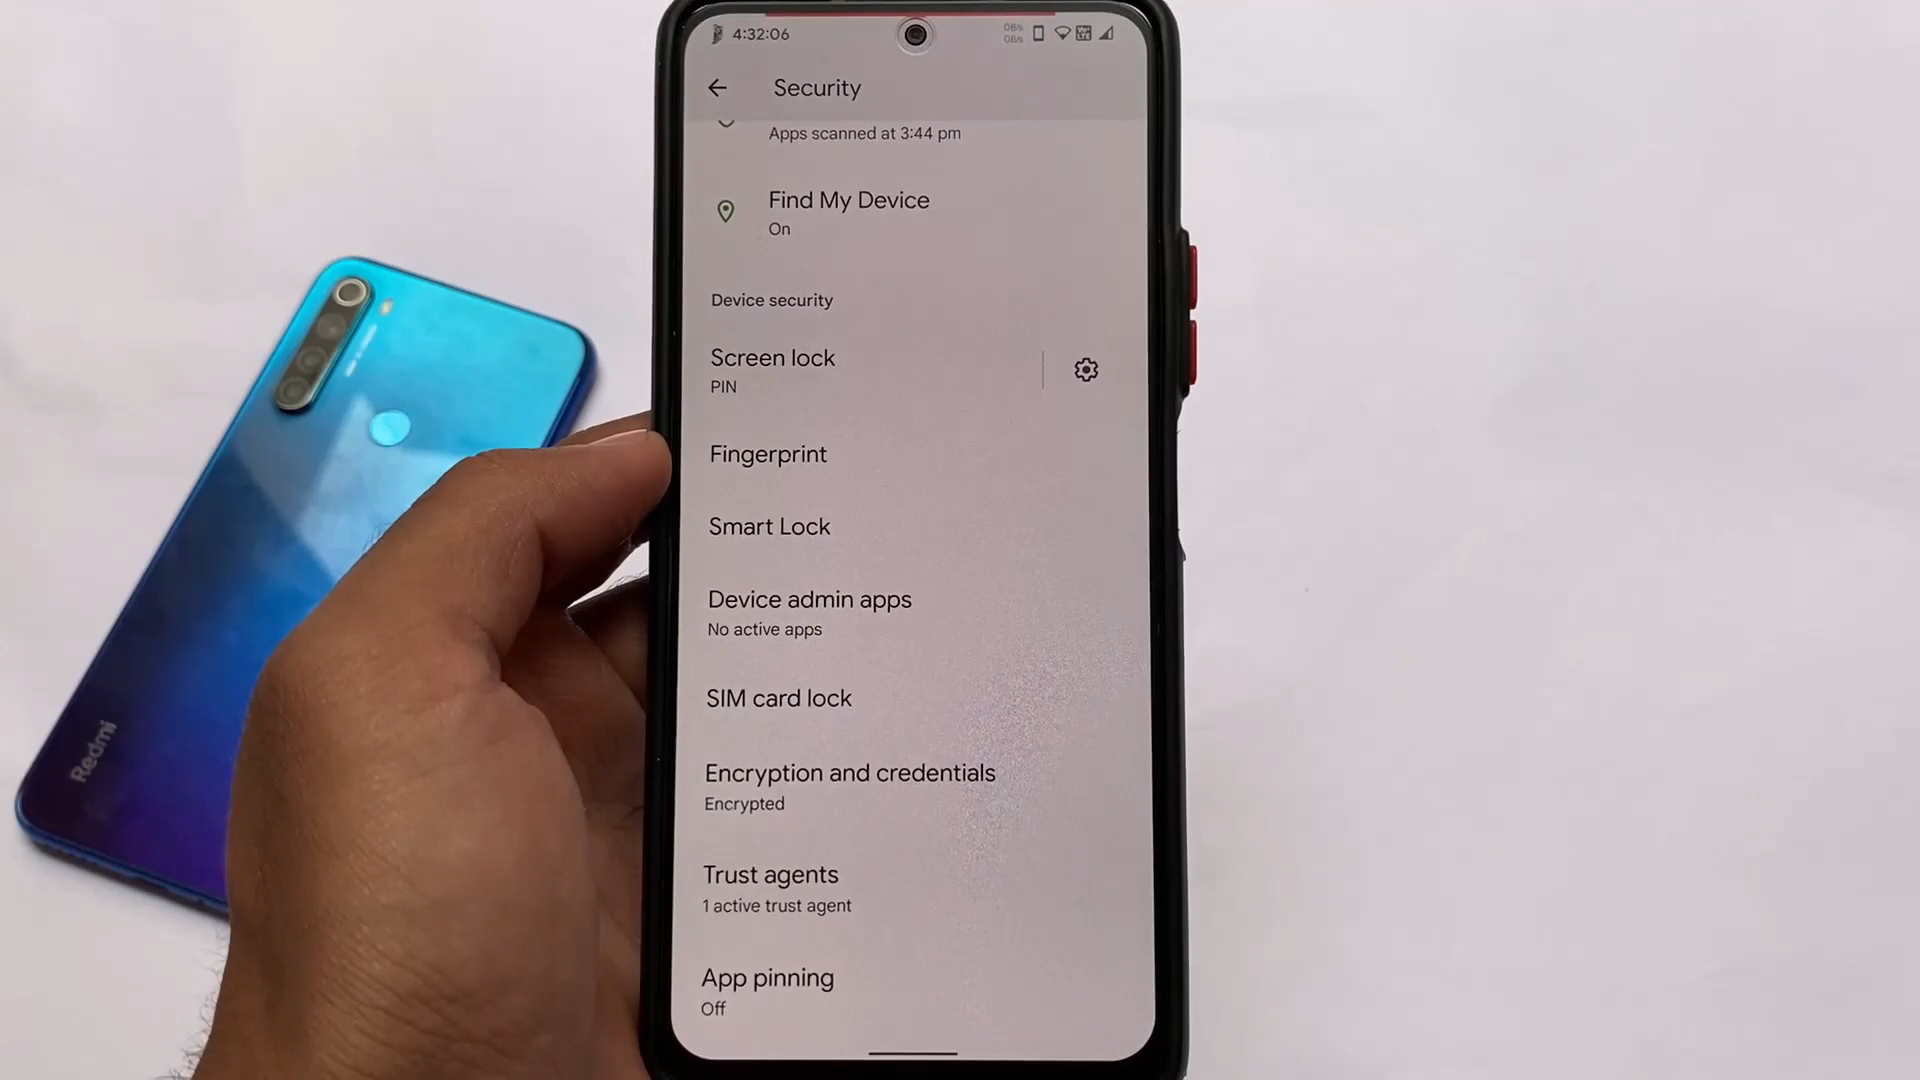 4:32:06
0B/s
0B/s
Security
Apps scanned at 3:44 pm
Find My Device
On
Device security
Screen lock
PIN
Fingerprint
Smart Lock
Device admin apps
No active apps
SIM card lock
Encryption and credentials
Encrypted
Trust agents
1 active trust agent
App pinning
Off
Redmi